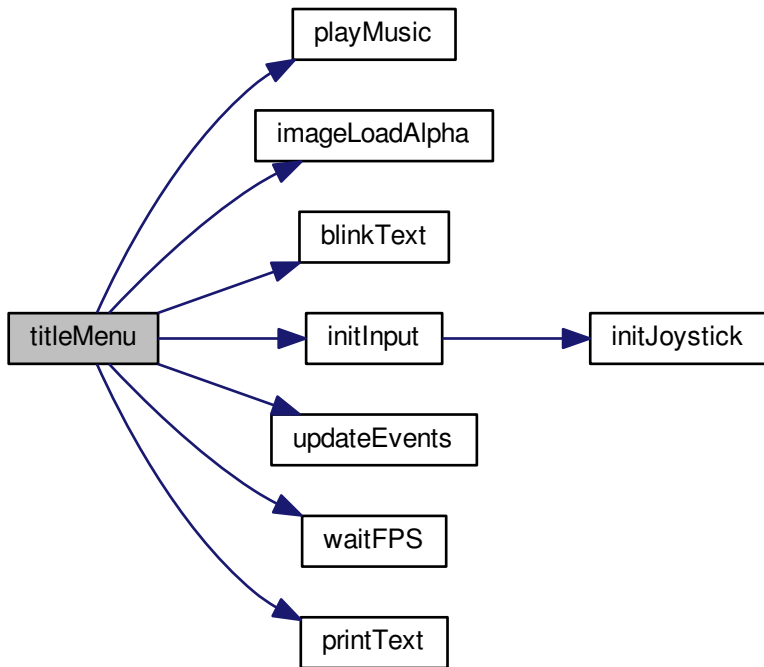 playMusic
imageLoadAlpha
blinkText
titleMenu
initInput
initJoystick
updateEvents
waitFPS
printText